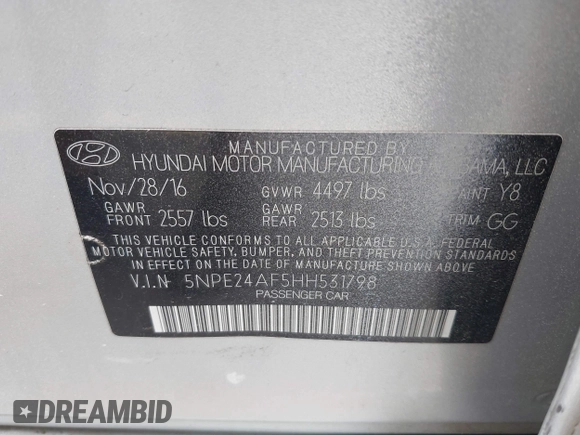 MANUFACTURED BY
HYUNDAI MOTOR MANUFACTURING LLC
Nov/28/16 GVWR 4497 lbs Y8
GAWR FRONT 2557 lbs GAWR REAR 2513 lbs TRIM GG
THIS VEHICLE CONFORMS TO ALL APPLICABLE U.S.A. FEDERAL
MOTOR VEHICLE SAFETY, BUMPER, AND THEFT PREVENTION STANDARDS
IN EFFECT ON THE DATE OF MANUFACTURE SHOWN ABOVE.
V.I.N 5NPE24AF5HH531798
PASSENGER CAR
DREAMBID